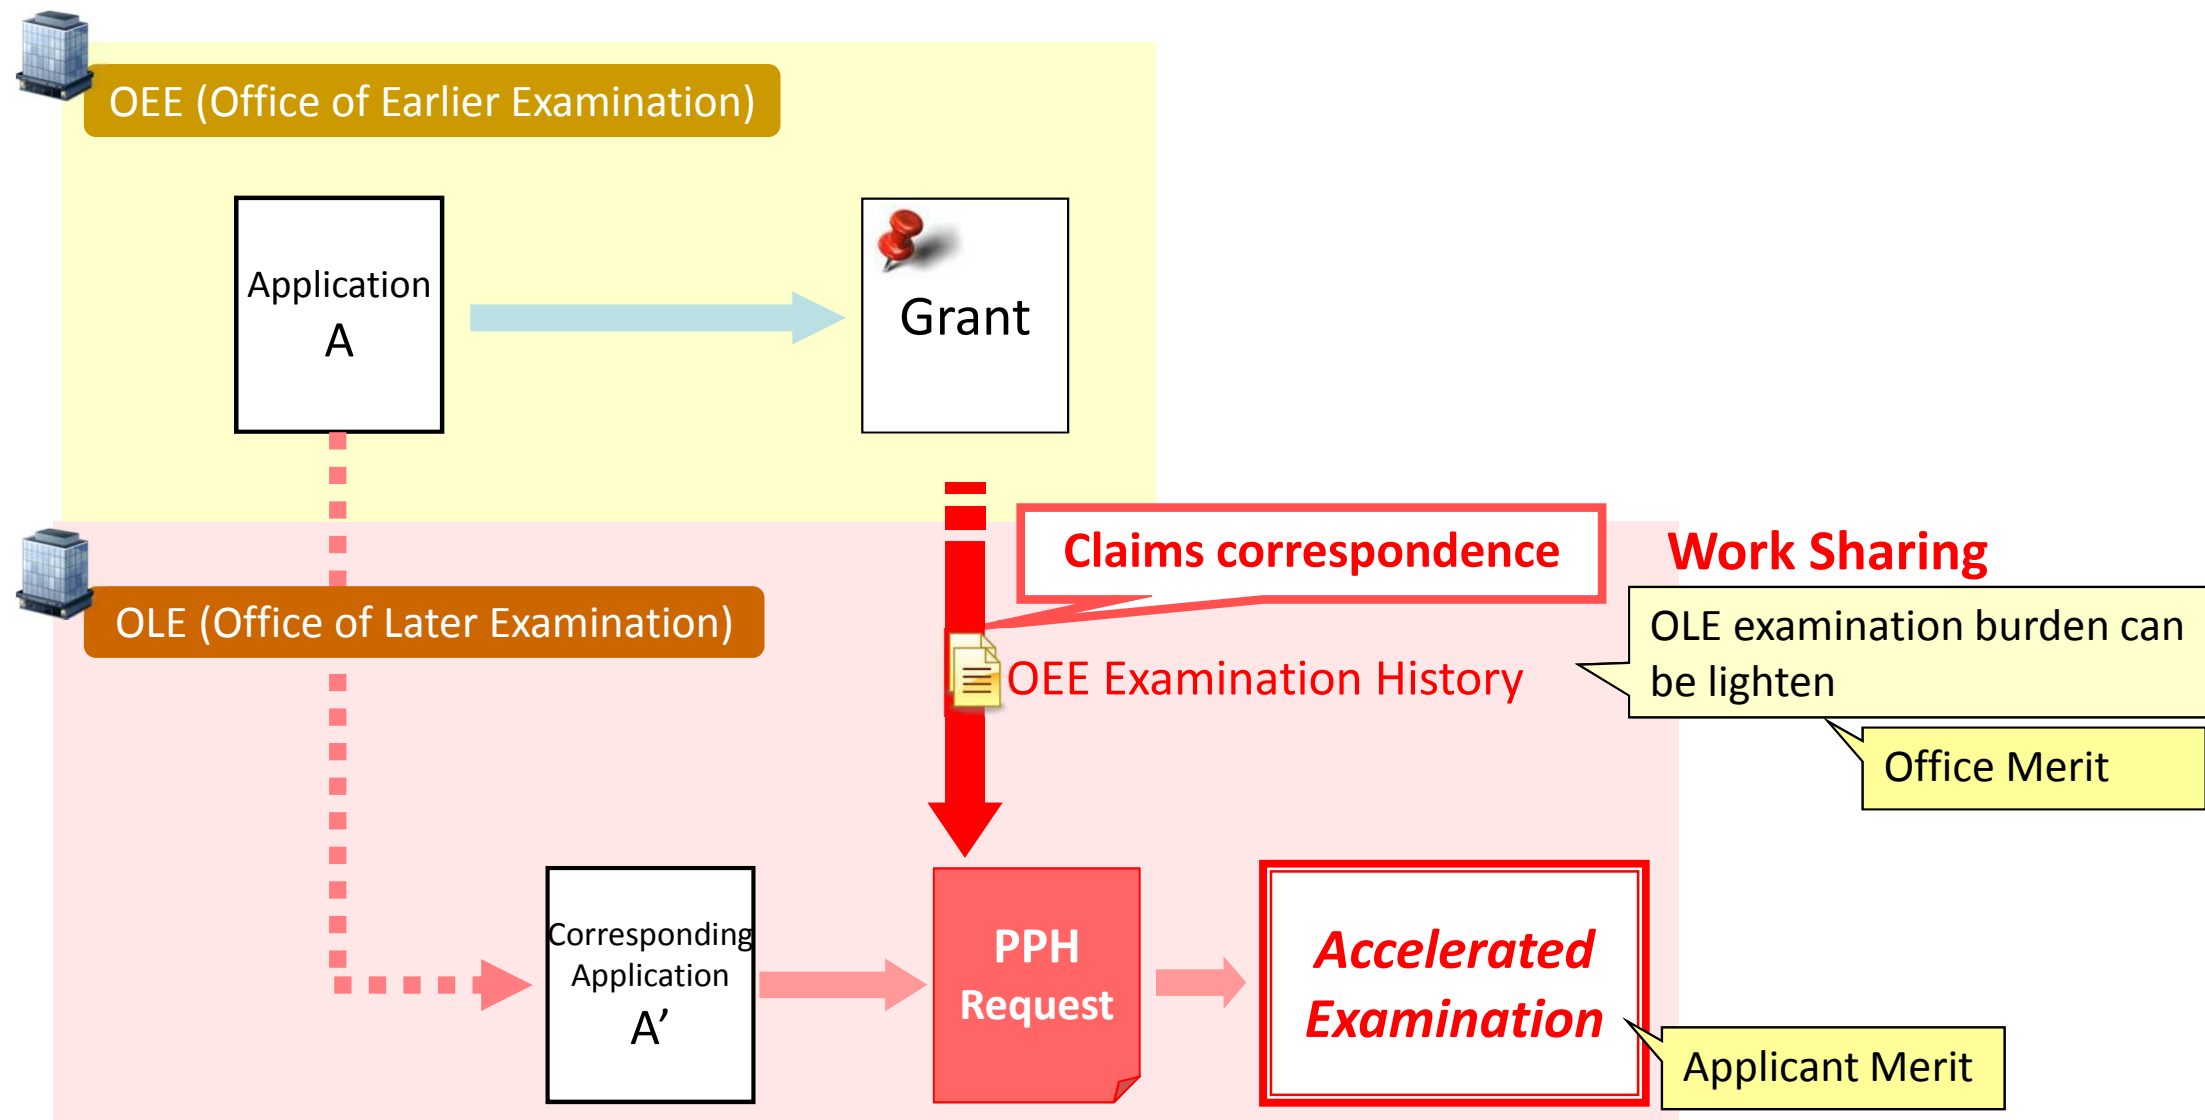 OEE (Office of Earlier Examination)
Application
A
Grant
Claims correspondence
Work Sharing
OLE (Office of Later Examination)
OLE examination burden can
be lighten
OEE Examination History
Office Merit
Corresponding
Application
A’
PPH
Request
Accelerated
Examination
Applicant Merit